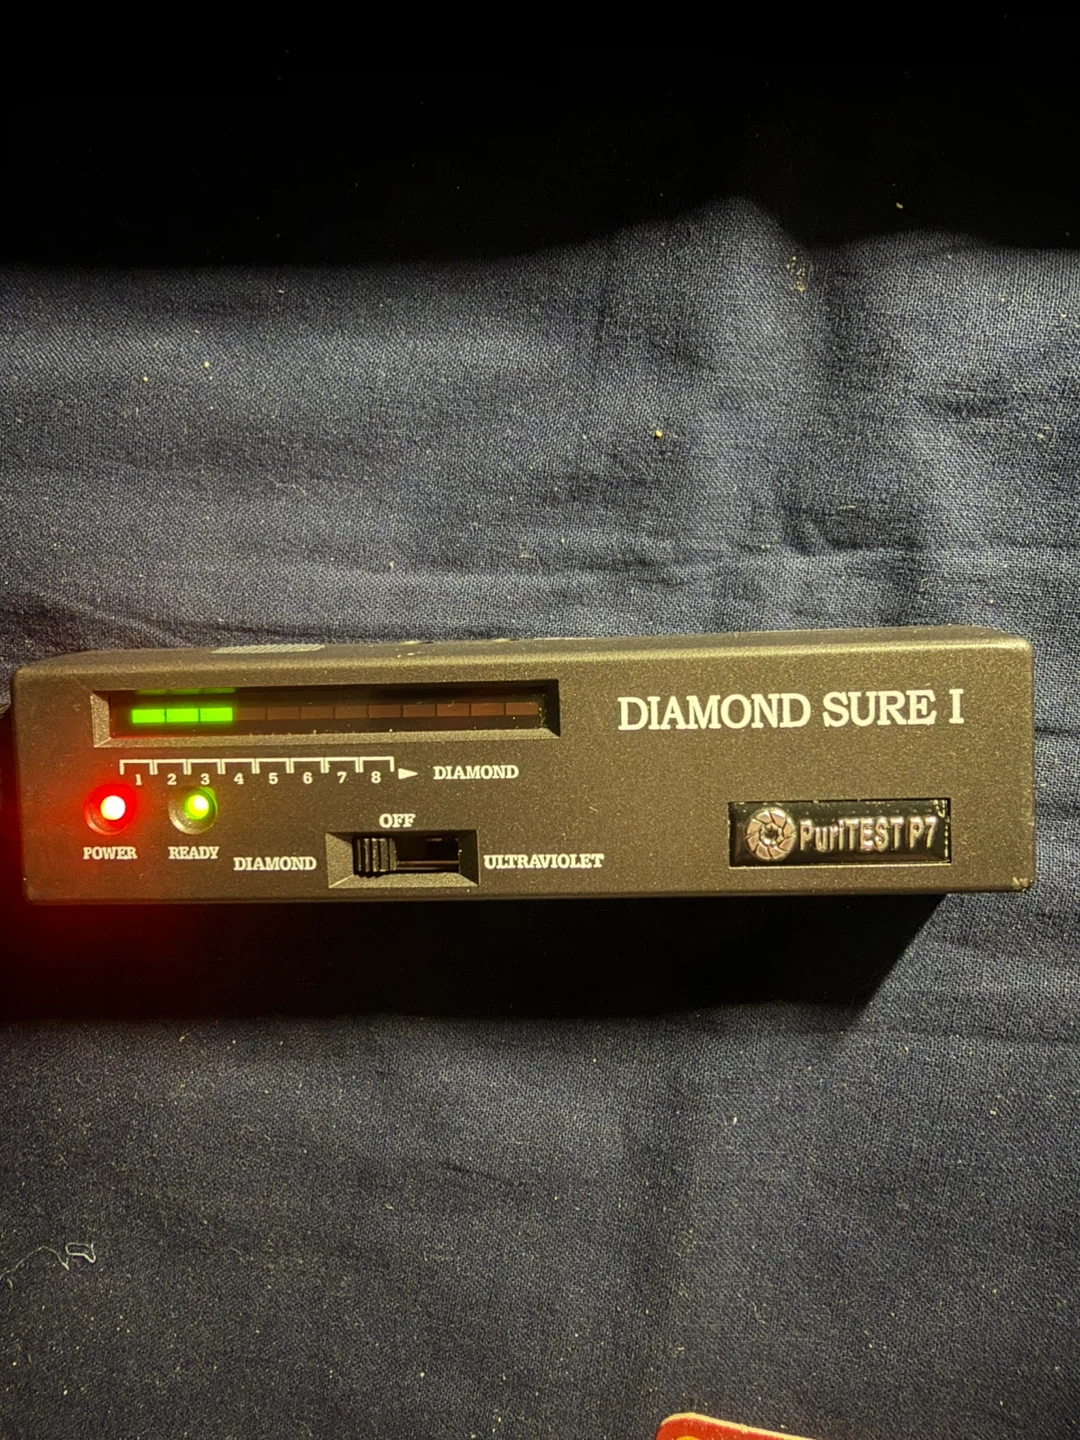 DIAMOND SURE I
1 2 3 4 5 6 7 8 DIAMOND
POWER
READY
OFF
DIAMOND
ULTRAVIOLET
PuriTEST P7